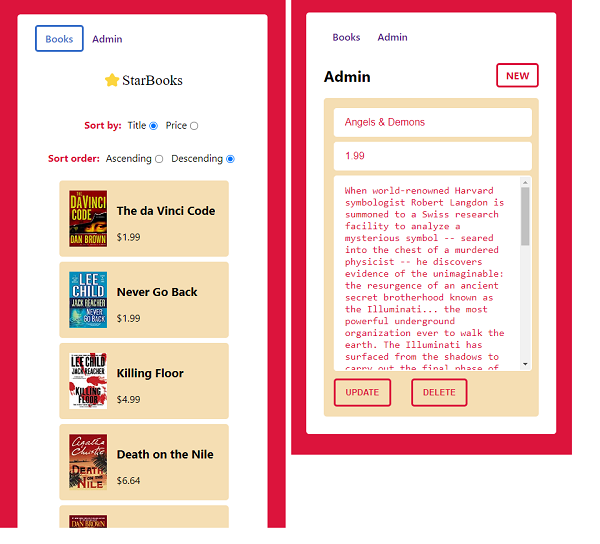 Books Admin
StarBooks
Sort by: Title Price
Sort order: Ascending Descending
THE
DAVINCI
CODE
DAN BROWN
The da Vinci Code
$1.99
LEE
CHILD
JACK REACHER
NEVER
GO BACK
Never Go Back
$1.99
LEE CHILD
JACK REACHER
KILLING
FLOOR
Killing Floor
$4.99
Agatha
Christie
DEATH
ON THE
NILE
Death on the Nile
$6.64
DAN BROWN
Books Admin
Admin
NEW
Angels & Demons
1.99
When world-renowned Harvard
symbologist Robert Langdon is
summoned to a Swiss research
facility to analyze a
mysterious symbol -- seared
into the chest of a murdered
physicist -- he discovers
evidence of the unimaginable:
the resurgence of an ancient
secret brotherhood known as
the Illuminati... the most
powerful underground
organization ever to walk the
earth. The Illuminati has
surfaced from the shadows to
carry out the final phase of
UPDATE DELETE